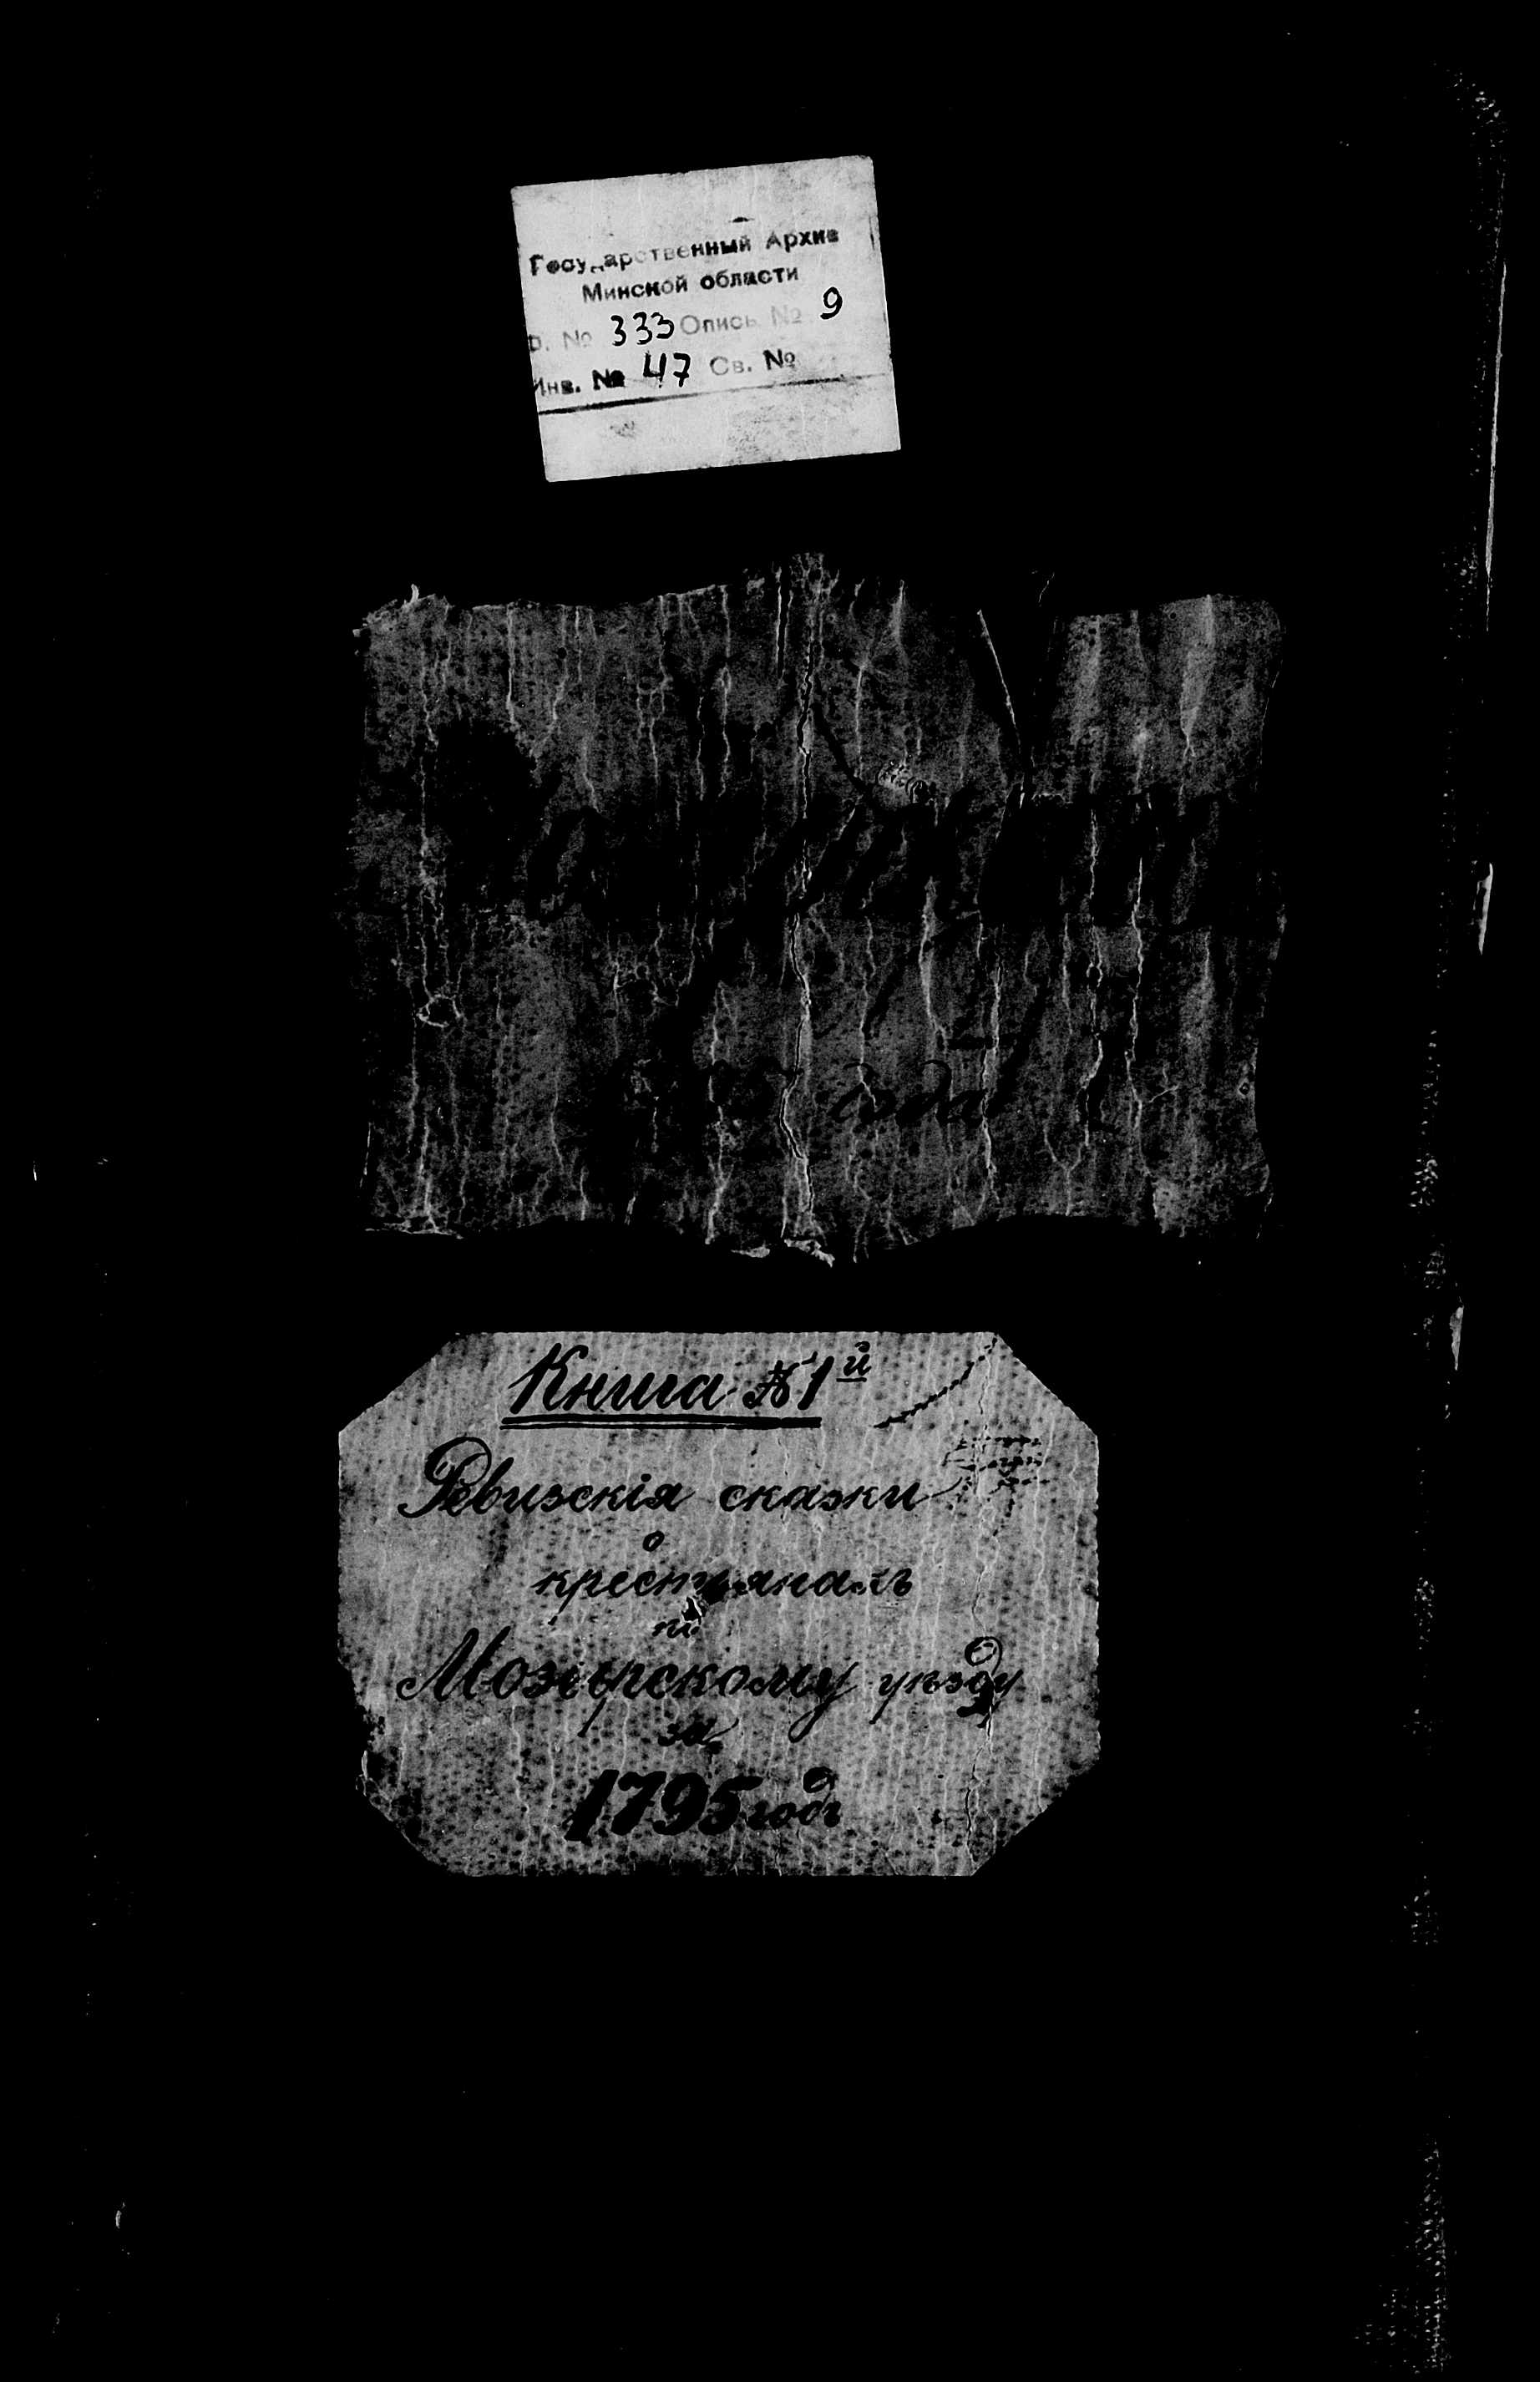 Государственный Архив
Минской области
Ф. № 333 Опись № 9
Инв. № 47 Св. №
года
Книга №1й
Ревизскія сказки
о
крестьянахъ
по
Мозырскому уѣзду
за
1795 годъ